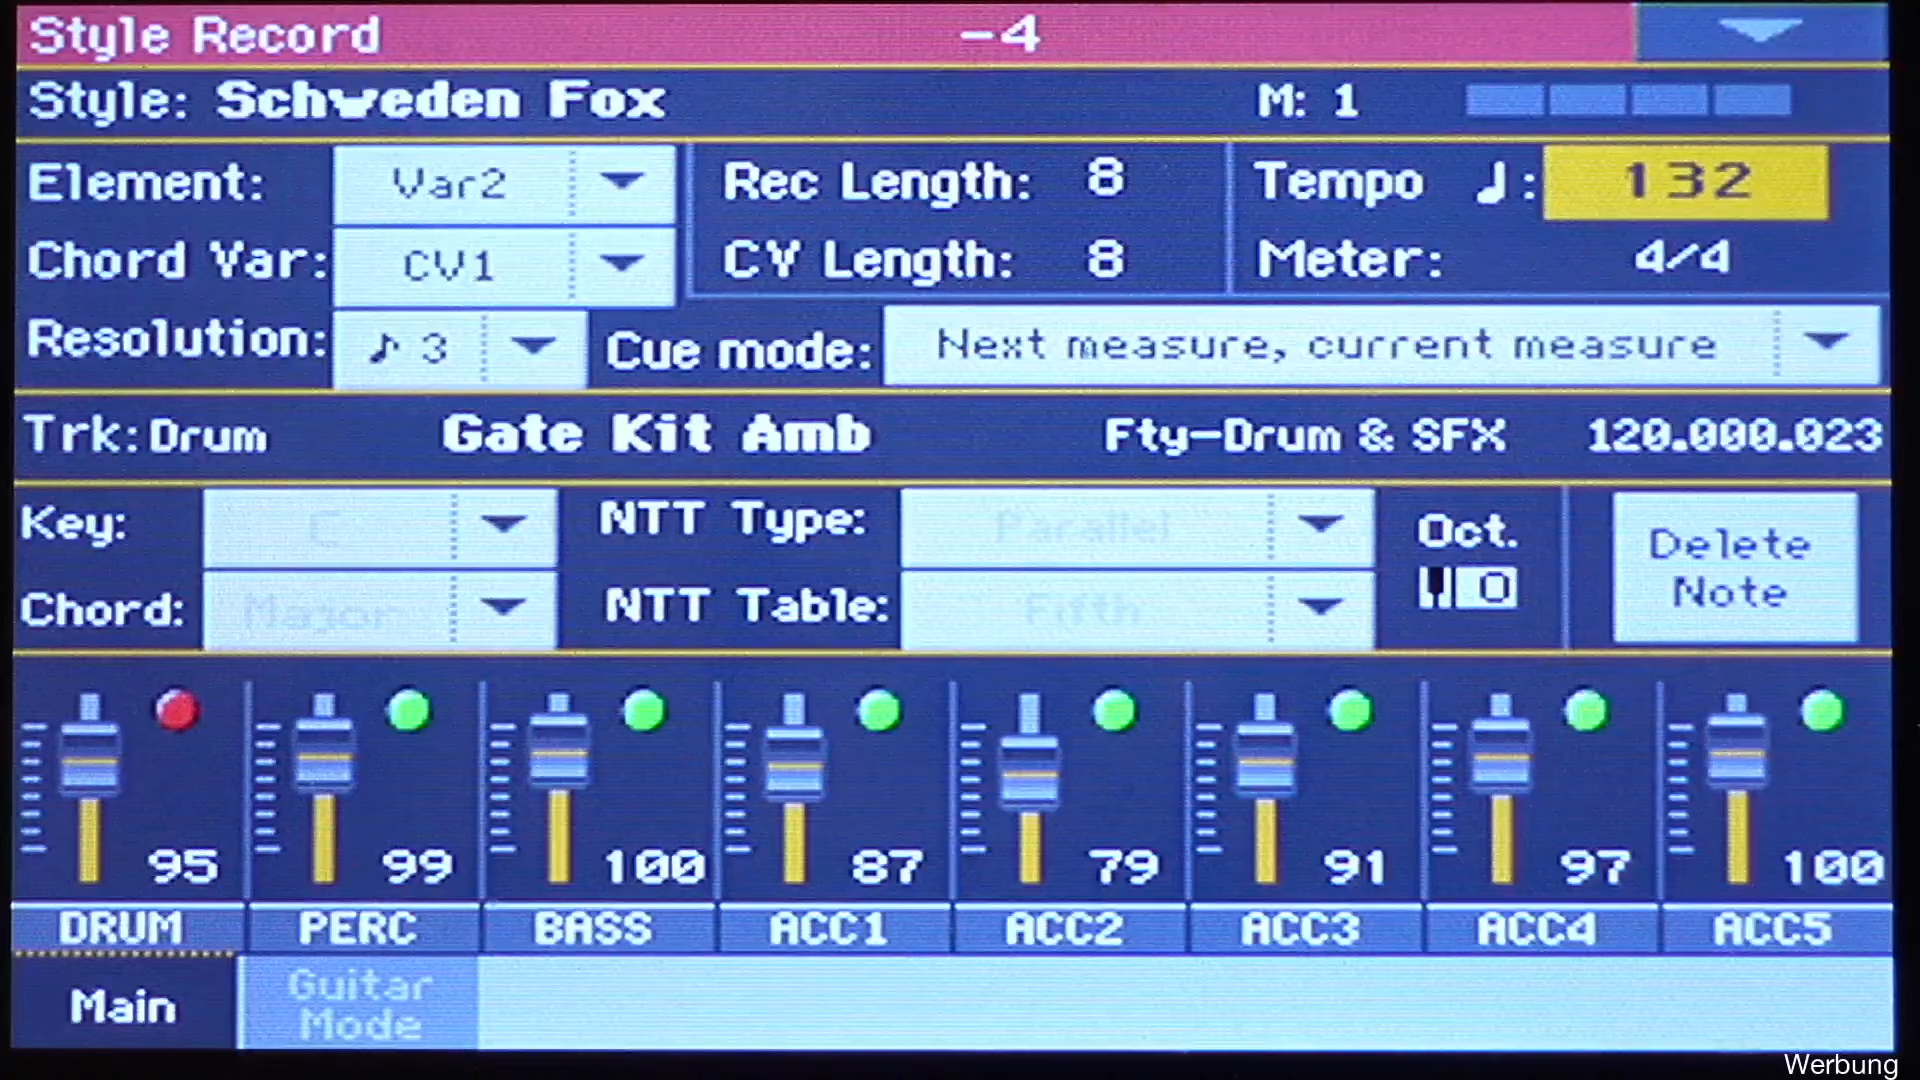 Style Record -4
Style: Schweden Fox M: 1
Element: Var2 Rec Length: 8 Tempo ♩: 132
Chord Var: CV1 CV Length: 8 Meter: 4/4
Resolution: ♪ 3 Cue mode: Next measure, current measure
Trk:Drum Gate Kit Amb Fty-Drum & SFX 120.000.023
Key: NTT Type: Parallel Oct. Delete
Chord: Major NTT Table: Fifth 0 Note
95 99 100 87 79 91 97 100
DRUM PERC BASS ACC1 ACC2 ACC3 ACC4 ACC5
Main Guitar
Mode
Werbung